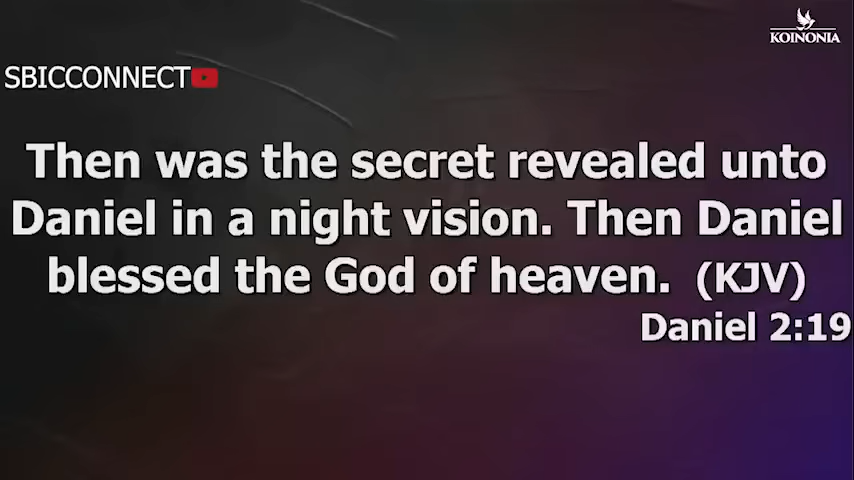 KOINONIA
SBICCONNECT
Then was the secret revealed unto
Daniel in a night vision. Then Daniel
blessed the God of heaven. (KJV)
Daniel 2:19